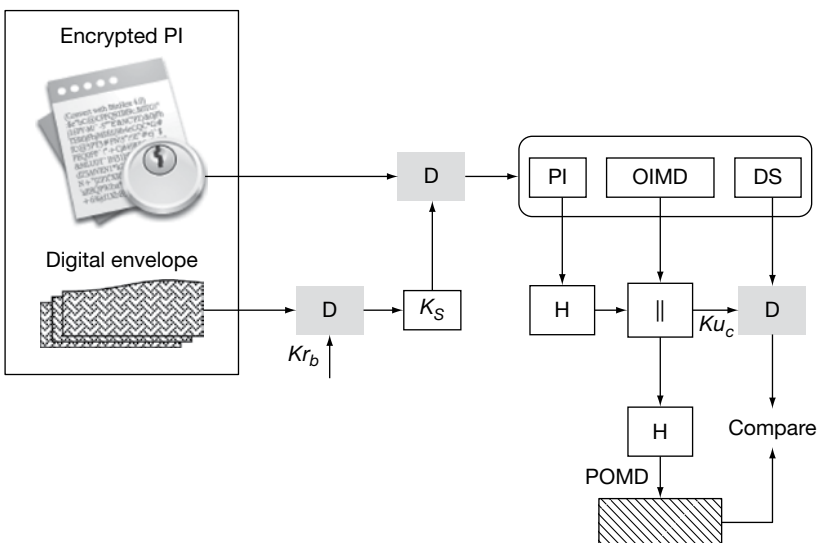 Encrypted PI
D
PI
OIMD
DS
Digital envelope
D
K_S
H
||
Ku_c
D
Kr_b
H
Compare
POMD